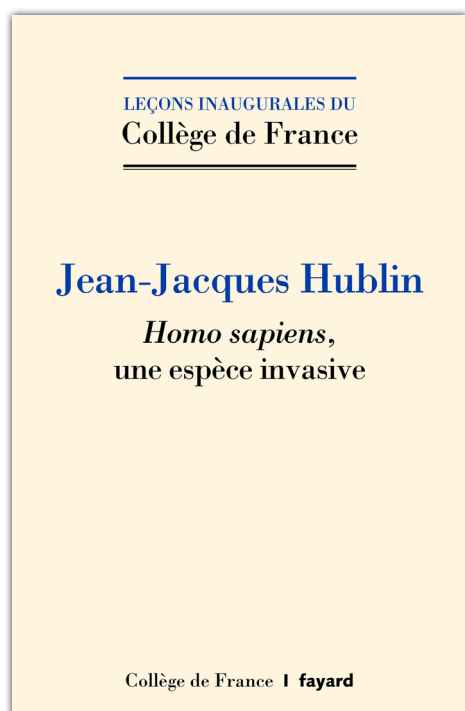 LEÇONS INAUGURALES DU
Collège de France
Jean-Jacques Hublin
Homo sapiens,
une espèce invasive
Collège de France I fayard